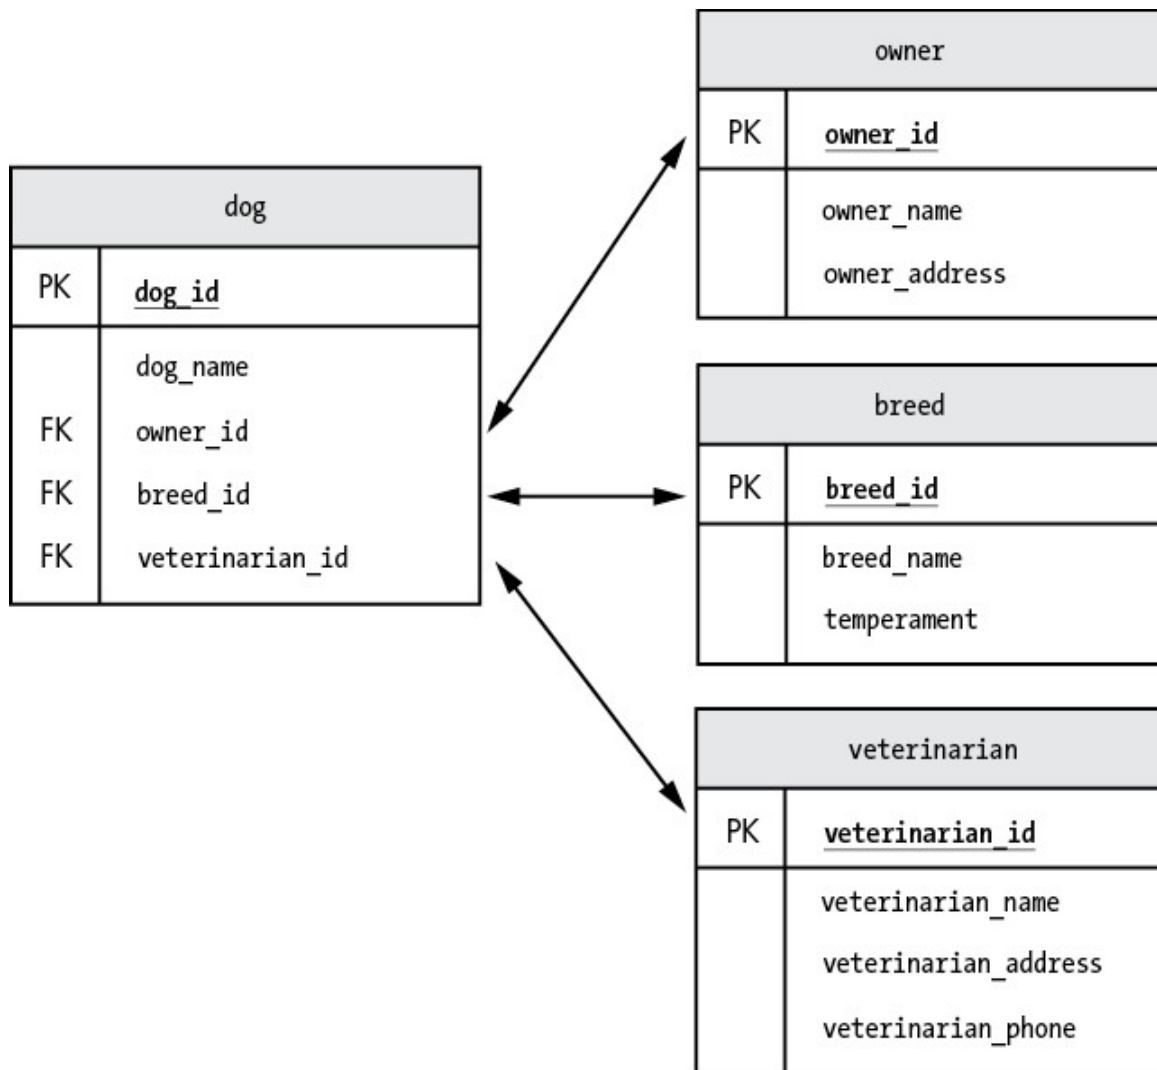 dog
PK dog_id
dog_name
FK owner_id
FK breed_id
FK veterinarian_id
owner
PK owner_id
owner_name
owner_address
breed
PK breed_id
breed_name
temperament
veterinarian
PK veterinarian_id
veterinarian_name
veterinarian_address
veterinarian_phone